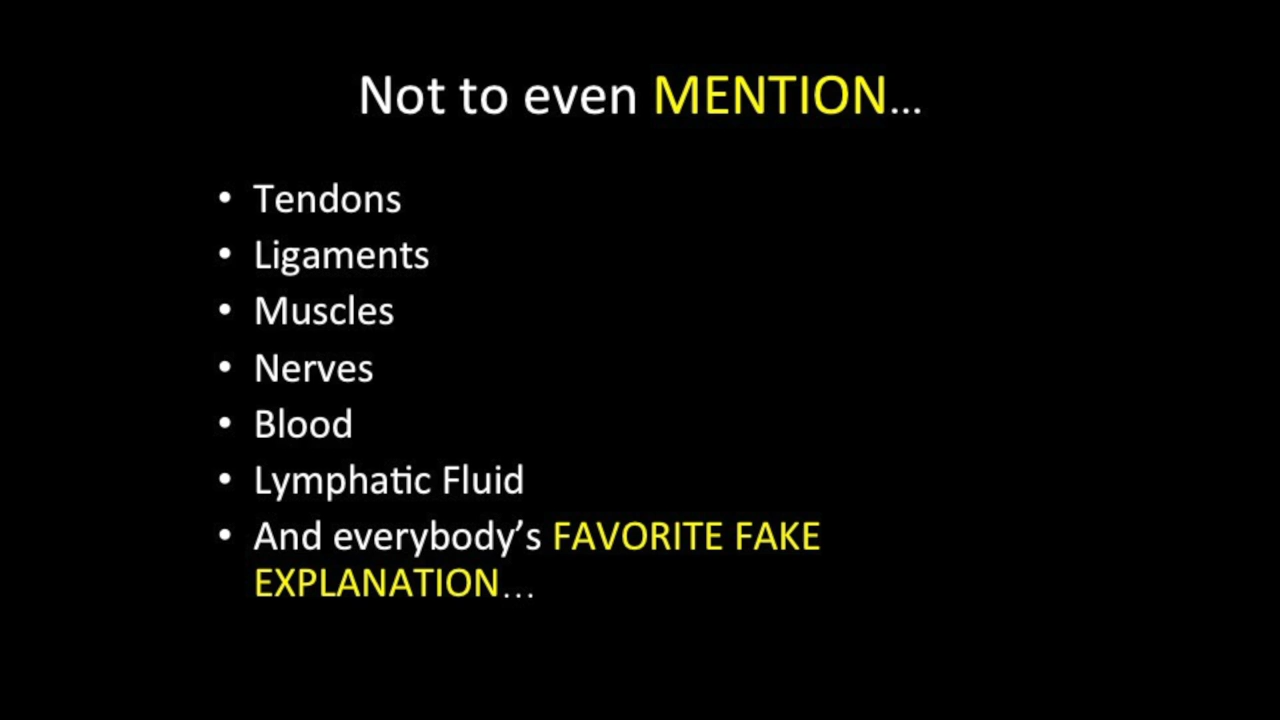 Not to even MENTION...
• Tendons
• Ligaments
• Muscles
• Nerves
• Blood
• Lymphatic Fluid
• And everybody’s FAVORITE FAKE
EXPLANATION...